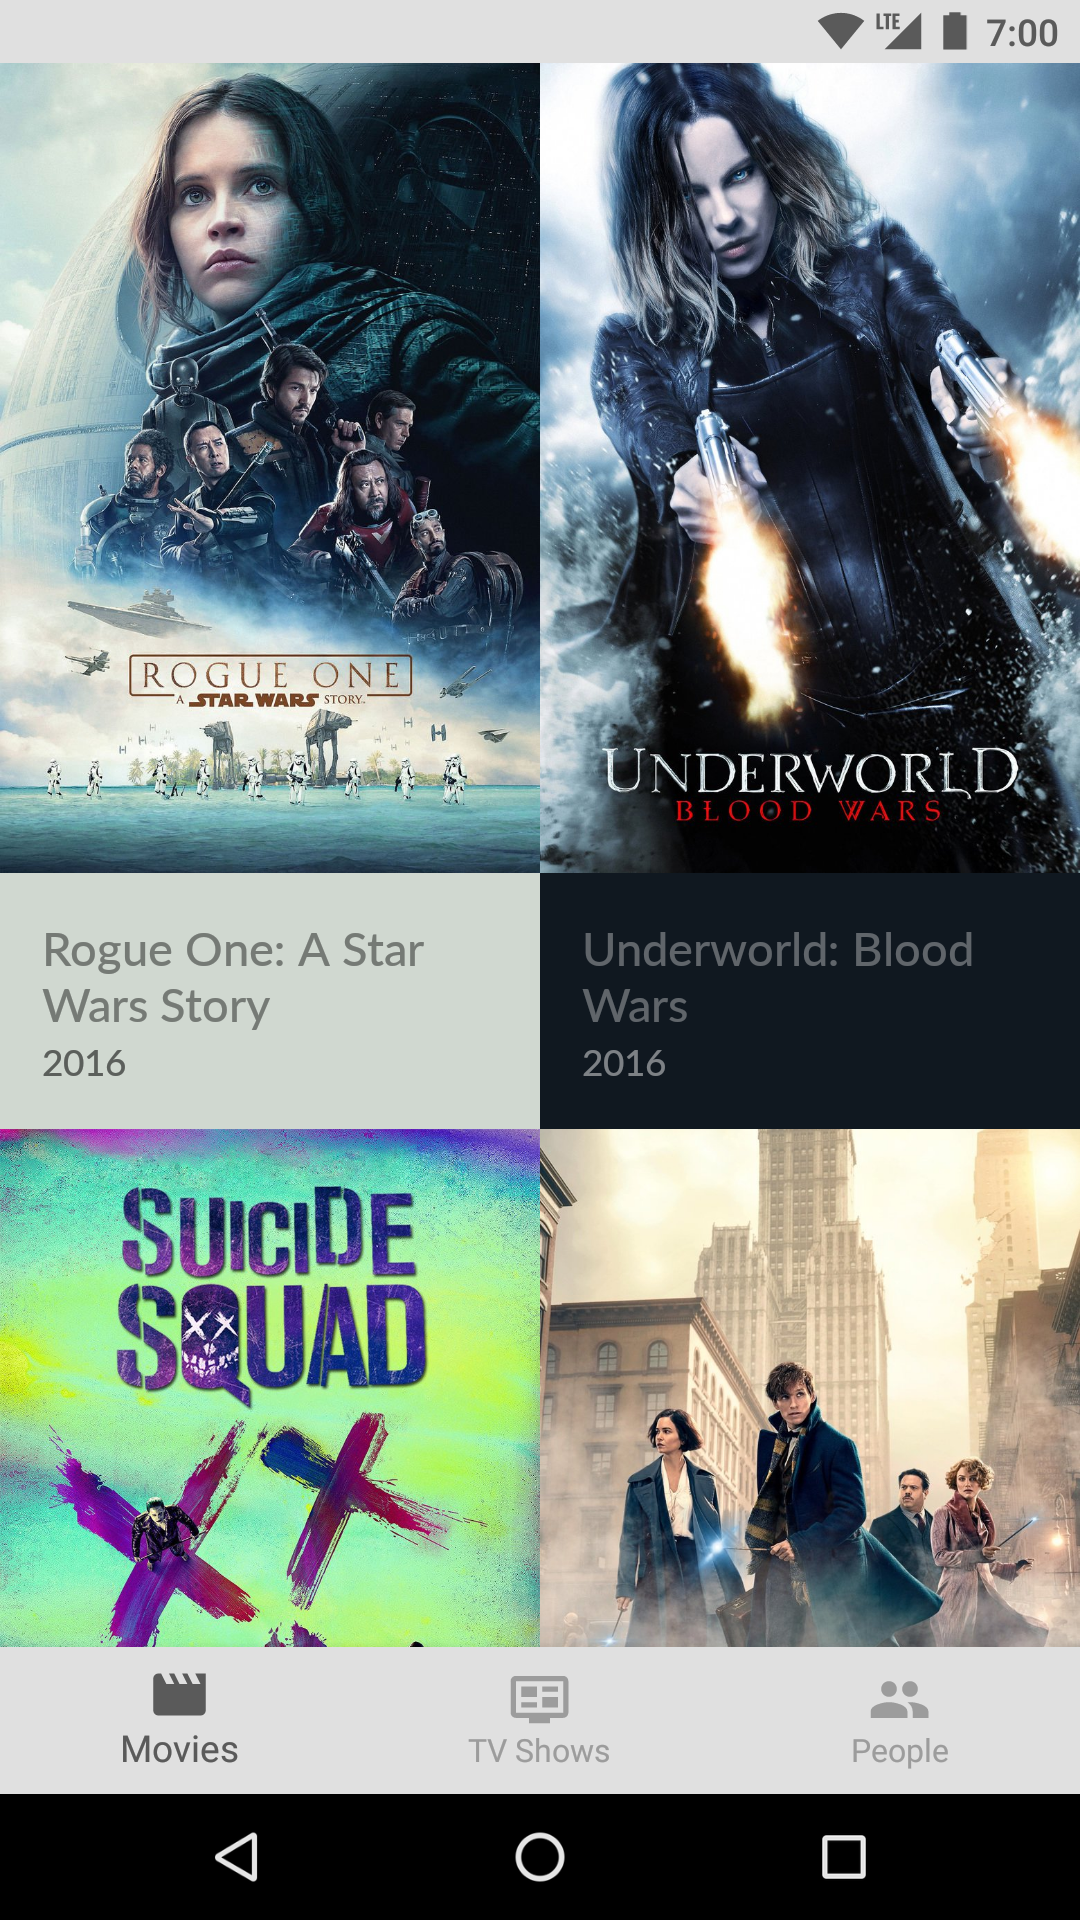 LTE 7:00
ROGUE ONE
A STAR WARS STORY
UNDERWORLD
BLOOD WARS
Rogue One: A Star
Wars Story
2016
Underworld: Blood
Wars
2016
SUICIDE
SQUAD
Movies
TV Shows
People